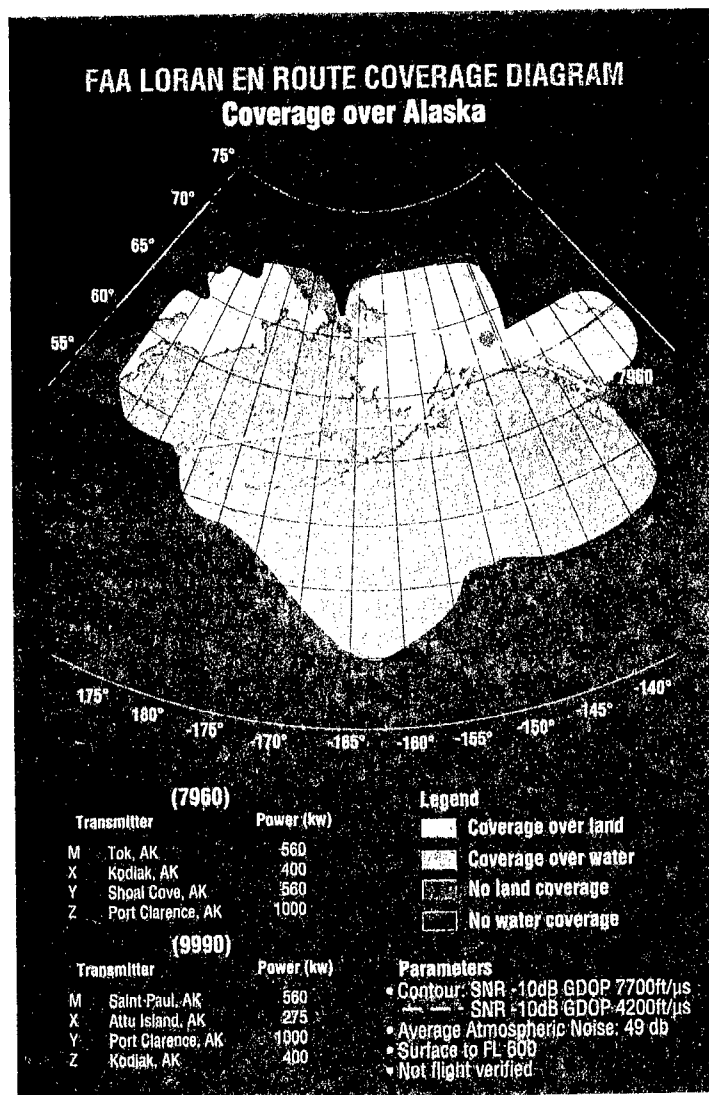 FAA LORAN EN ROUTE COVERAGE DIAGRAM
Coverage over Alaska
75°
70°
65°
60°
55°
7960
175°
180°
-175°
-170°
-165°
-160°
-155°
-150°
-145°
-140°
(7960)
Transmitter Power (kw)
M Tok, AK 560
X Kodiak, AK 400
Y Shoal Cove, AK 560
Z Port Clarence, AK 1000
(9990)
Transmitter Power (kw)
M Saint Paul, AK 560
X Attu Island, AK 275
Y Port Clarence, AK 1000
Z Kodiak, AK 400
Legend
Coverage over land
Coverage over water
No land coverage
No water coverage
Parameters
• Contour: SNR -10dB GDOP 7700ft/µs
- SNR -10dB GDOP 4200ft/µs
• Average Atmospheric Noise: 49 db
• Surface to FL 600
• Not flight verified